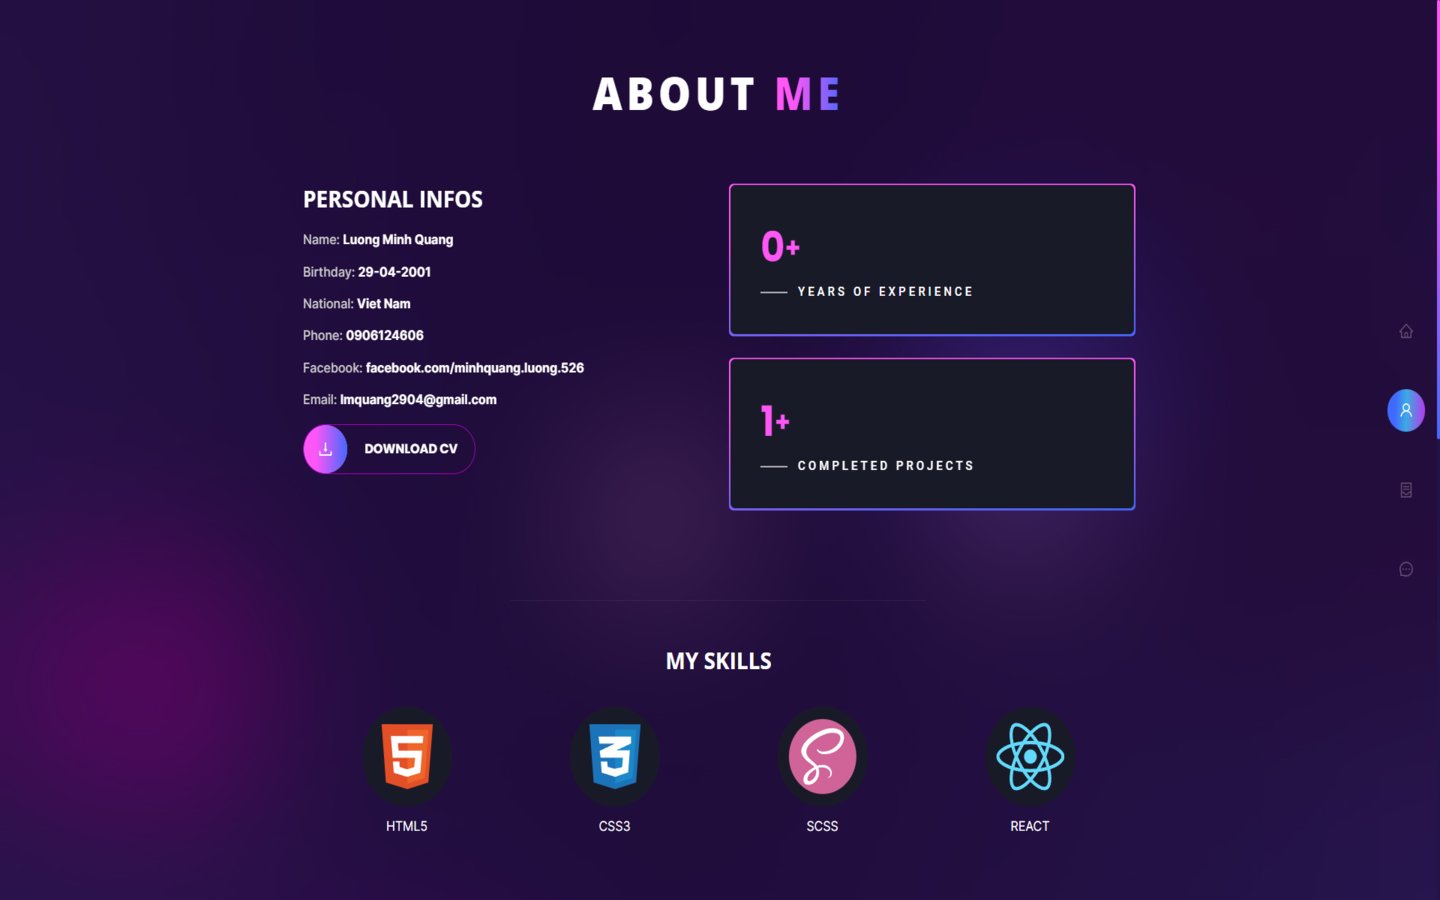 ABOUT ME
PERSONAL INFOS
Name: Luong Minh Quang
Birthday: 29-04-2001
National: Viet Nam
Phone: 0906124606
Facebook: facebook.com/minhquang.luong.526
Email: lmquang2904@gmail.com
DOWNLOAD CV
0+
YEARS OF EXPERIENCE
1+
COMPLETED PROJECTS
MY SKILLS
HTML5
CSS3
SCSS
REACT